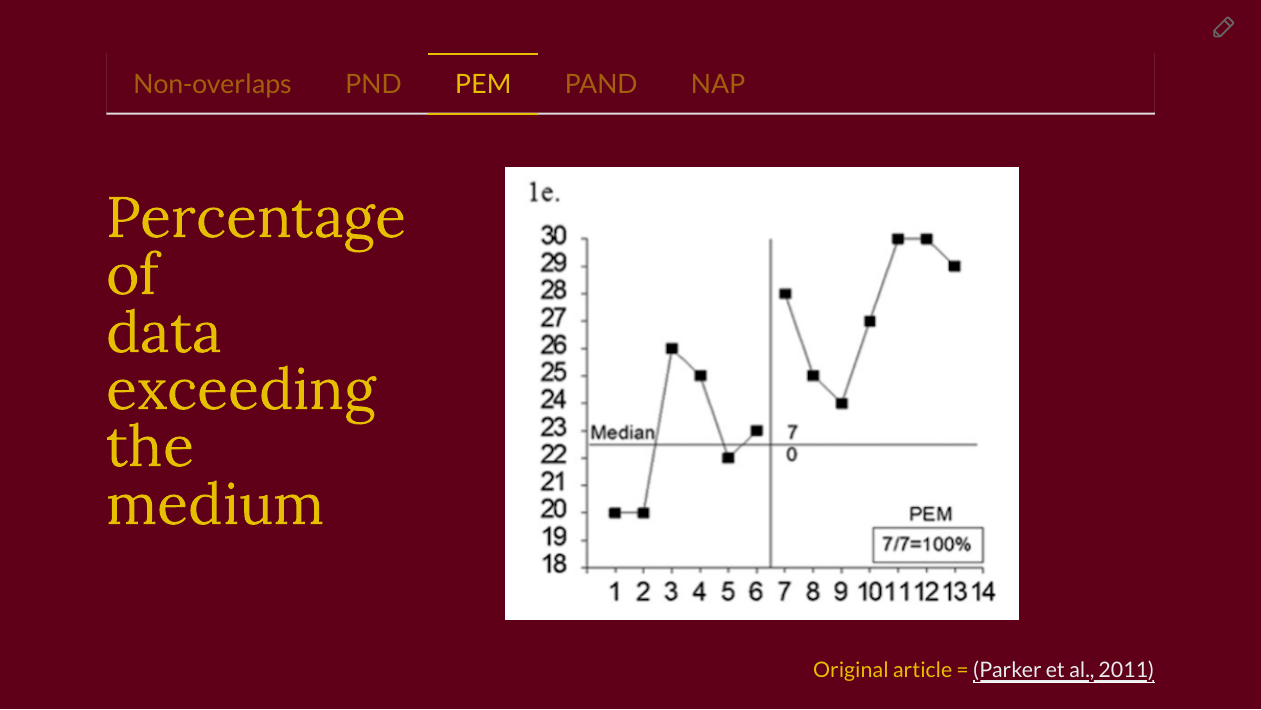 Non-overlaps PND PEM PAND NAP
Percentage
of
data
exceeding
the
medium
1e.
30
29
28
27
26
25
24
23
Median 7
22
0
21
20
19
18
PEM
7/7=100%
1 2 3 4 5 6 7 8 9 10 11 12 13 14
Original article = (Parker et al., 2011)